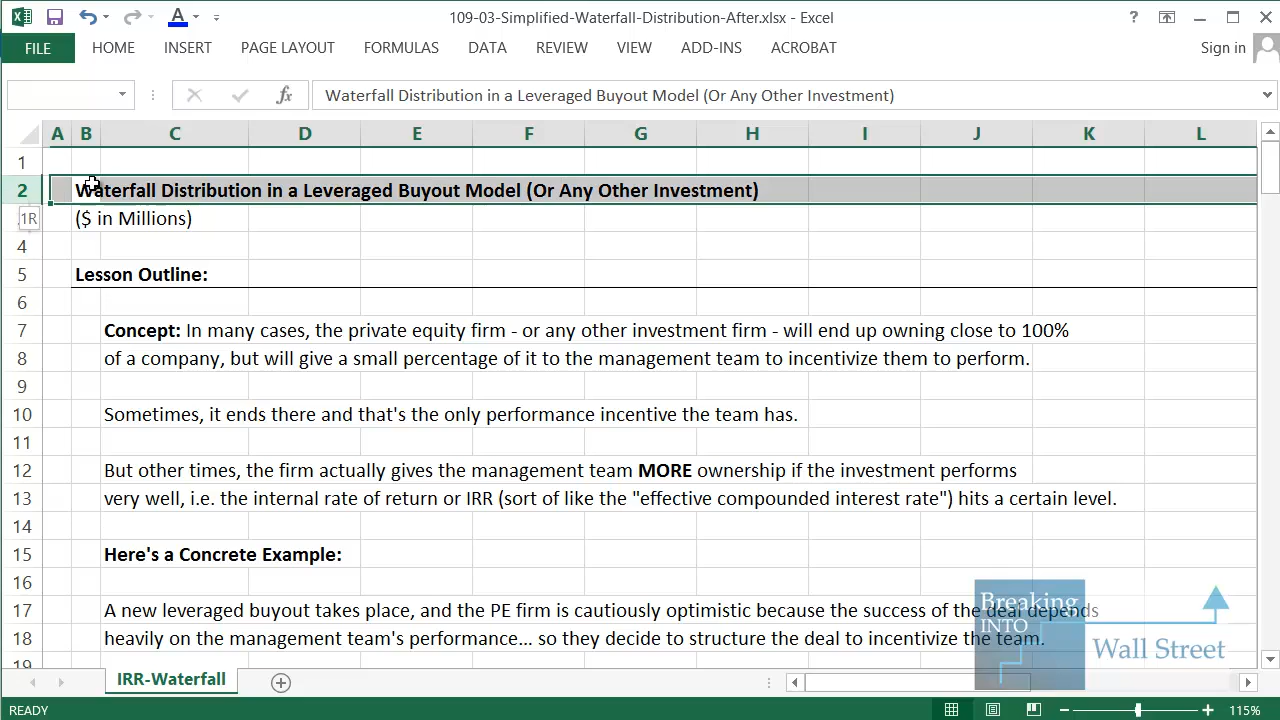 109-03-Simplified-Waterfall-Distribution-After.xlsx - Excel
FILE HOME INSERT PAGE LAYOUT FORMULAS DATA REVIEW VIEW ADD-INS ACROBAT Sign in
fx Waterfall Distribution in a Leveraged Buyout Model (Or Any Other Investment)
A B C D E F G H I J K L
1
2 Waterfall Distribution in a Leveraged Buyout Model (Or Any Other Investment)
1R ($ in Millions)
4
5 Lesson Outline:
6
7 Concept: In many cases, the private equity firm - or any other investment firm - will end up owning close to 100%
8 of a company, but will give a small percentage of it to the management team to incentivize them to perform.
9
10 Sometimes, it ends there and that's the only performance incentive the team has.
11
12 But other times, the firm actually gives the management team MORE ownership if the investment performs
13 very well, i.e. the internal rate of return or IRR (sort of like the "effective compounded interest rate") hits a certain level.
14
15 Here's a Concrete Example:
16
17 A new leveraged buyout takes place, and the PE firm is cautiously optimistic because the success of the deal depends
18 heavily on the management team's performance... so they decide to structure the deal to incentivize the team.
19
Breaking
INTO
Wall Street
IRR-Waterfall
READY 115%